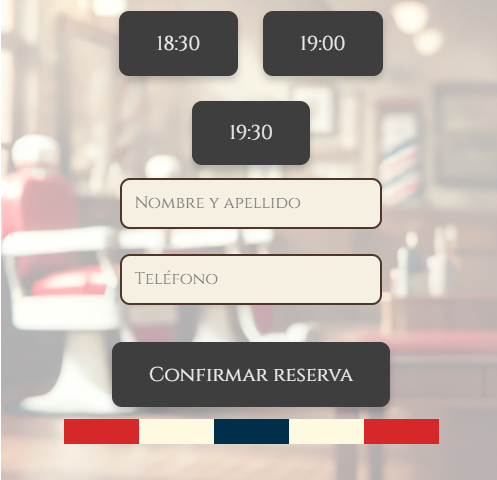 18:30 19:00
19:30
Nombre y apellido
Teléfono
Confirmar reserva